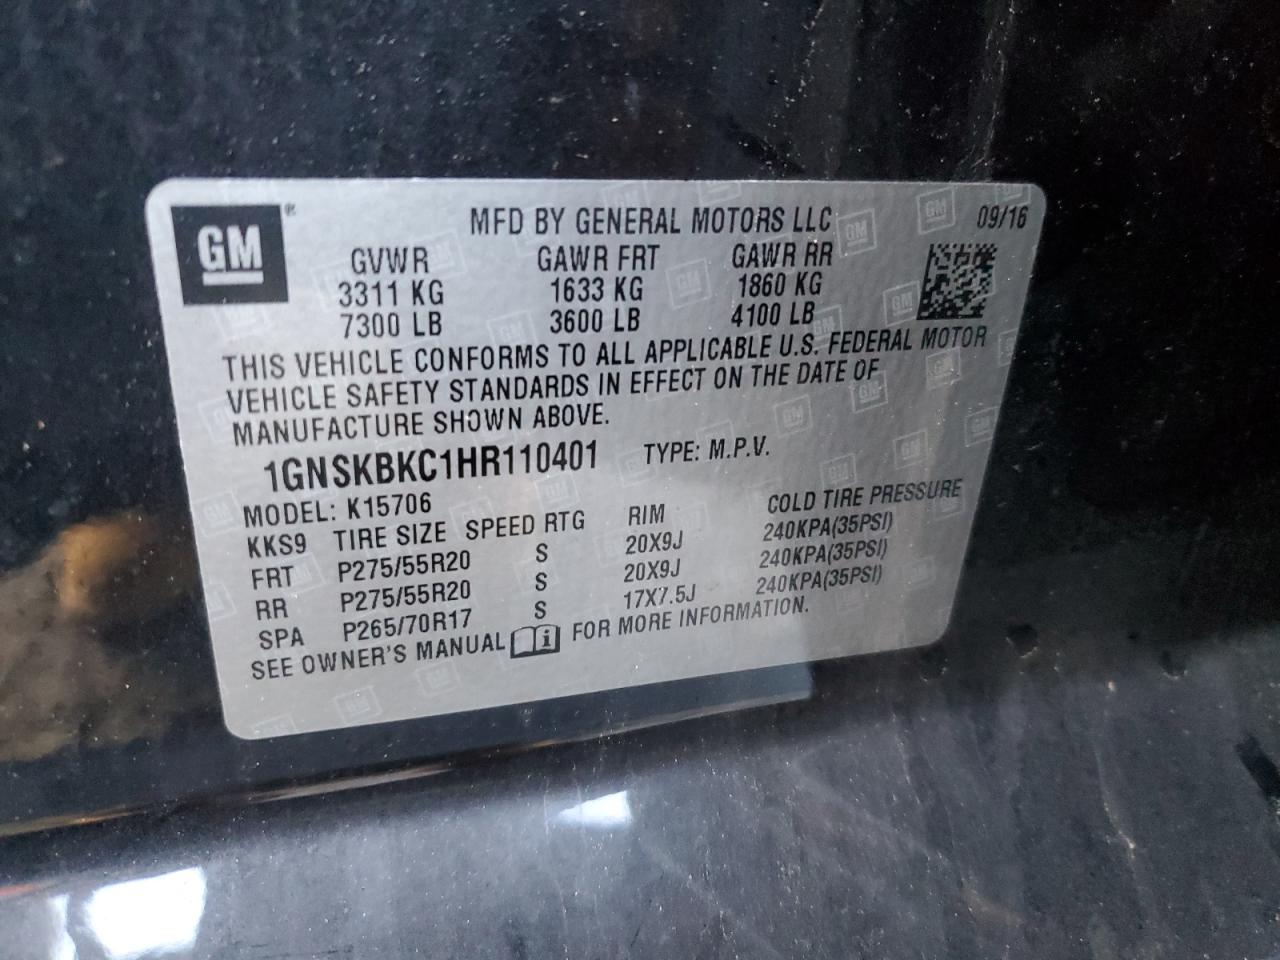 GM ®
MFD BY GENERAL MOTORS LLC 09/16
GVWR GAWR FRT GAWR RR
3311 KG 1633 KG 1860 KG
7300 LB 3600 LB 4100 LB
THIS VEHICLE CONFORMS TO ALL APPLICABLE U.S. FEDERAL MOTOR
VEHICLE SAFETY STANDARDS IN EFFECT ON THE DATE OF
MANUFACTURE SHOWN ABOVE.
1GNSKBKC1HR110401 TYPE: M.P.V.
MODEL: K15706
KKS9 TIRE SIZE SPEED RTG RIM COLD TIRE PRESSURE
FRT P275/55R20 S 20X9J 240KPA(35PSI)
RR P275/55R20 S 20X9J 240KPA(35PSI)
SPA P265/70R17 S 17X7.5J 240KPA(35PSI)
SEE OWNER'S MANUAL FOR MORE INFORMATION.